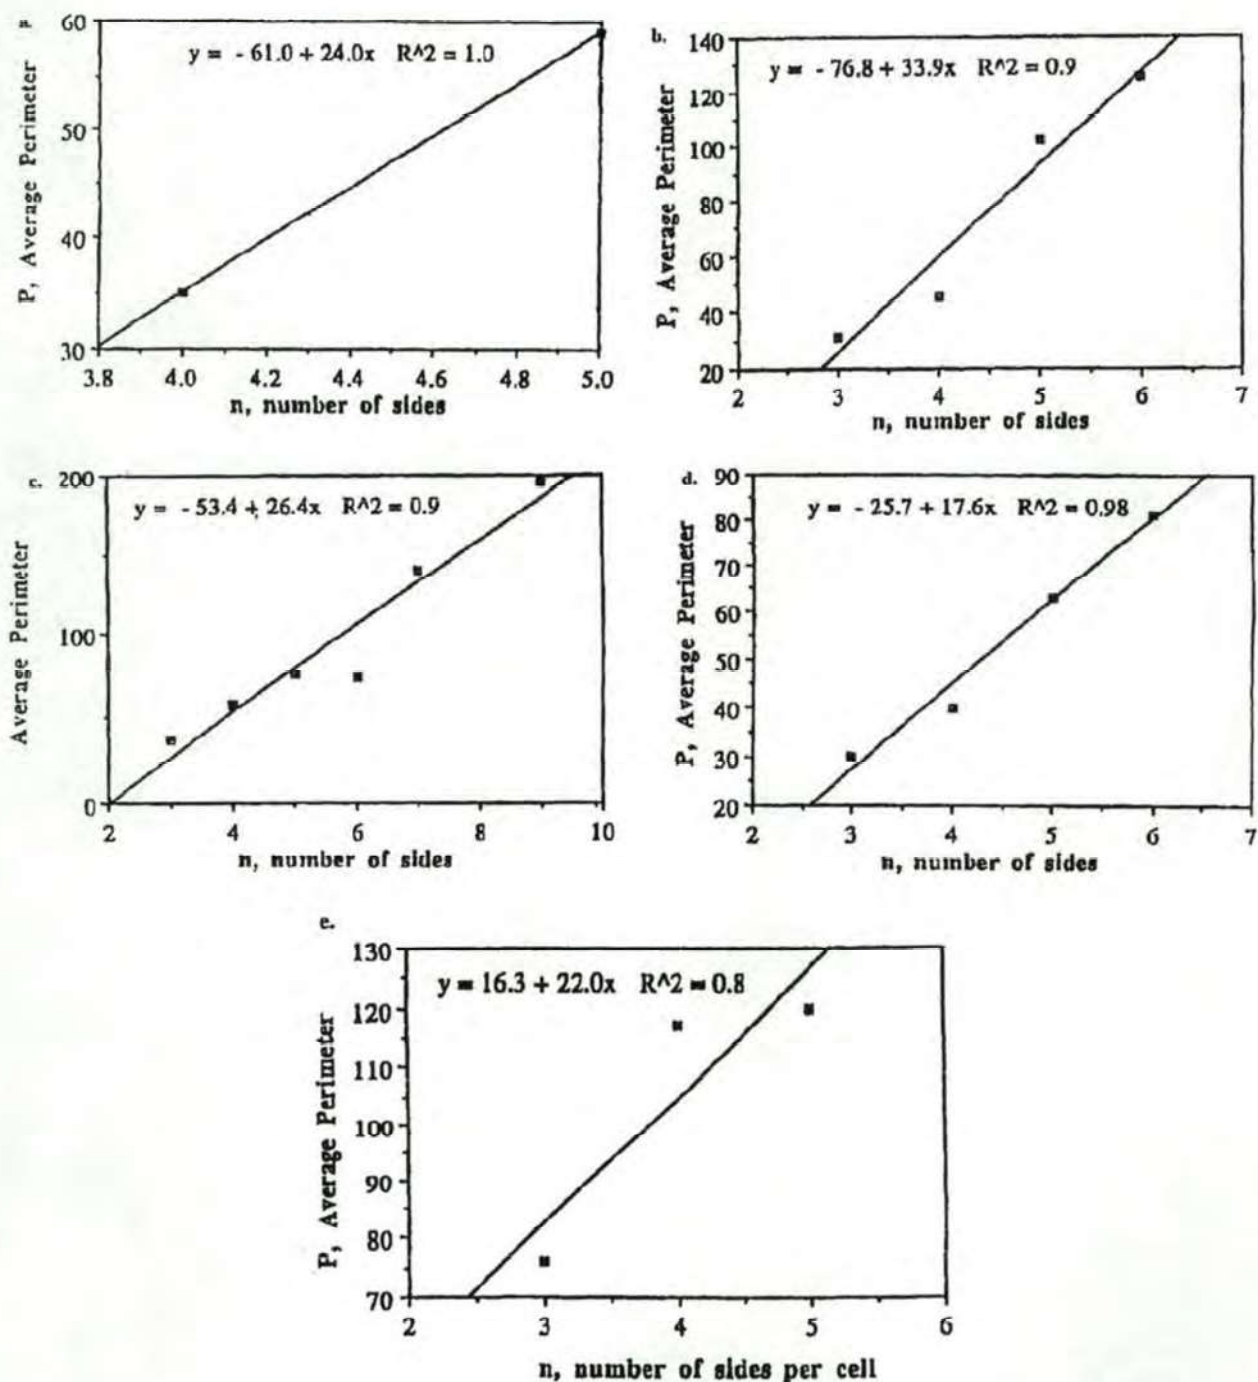 a.
y = - 61.0 + 24.0x R^2 = 1.0
P, Average Perimeter
60
50
40
30
3.8 4.0 4.2 4.4 4.6 4.8 5.0
n, number of sides
b.
y = - 76.8 + 33.9x R^2 = 0.9
P, Average Perimeter
140
120
100
80
60
40
20
2 3 4 5 6 7
n, number of sides
c.
y = - 53.4 + 26.4x R^2 = 0.9
Average Perimeter
200
100
0
2 4 6 8 10
n, number of sides
d.
y = - 25.7 + 17.6x R^2 = 0.98
P, Average Perimeter
90
80
70
60
50
40
30
20
2 3 4 5 6 7
n, number of sides
e.
y = 16.3 + 22.0x R^2 = 0.8
P, Average Perimeter
130
120
110
100
90
80
70
2 3 4 5 6
n, number of sides per cell